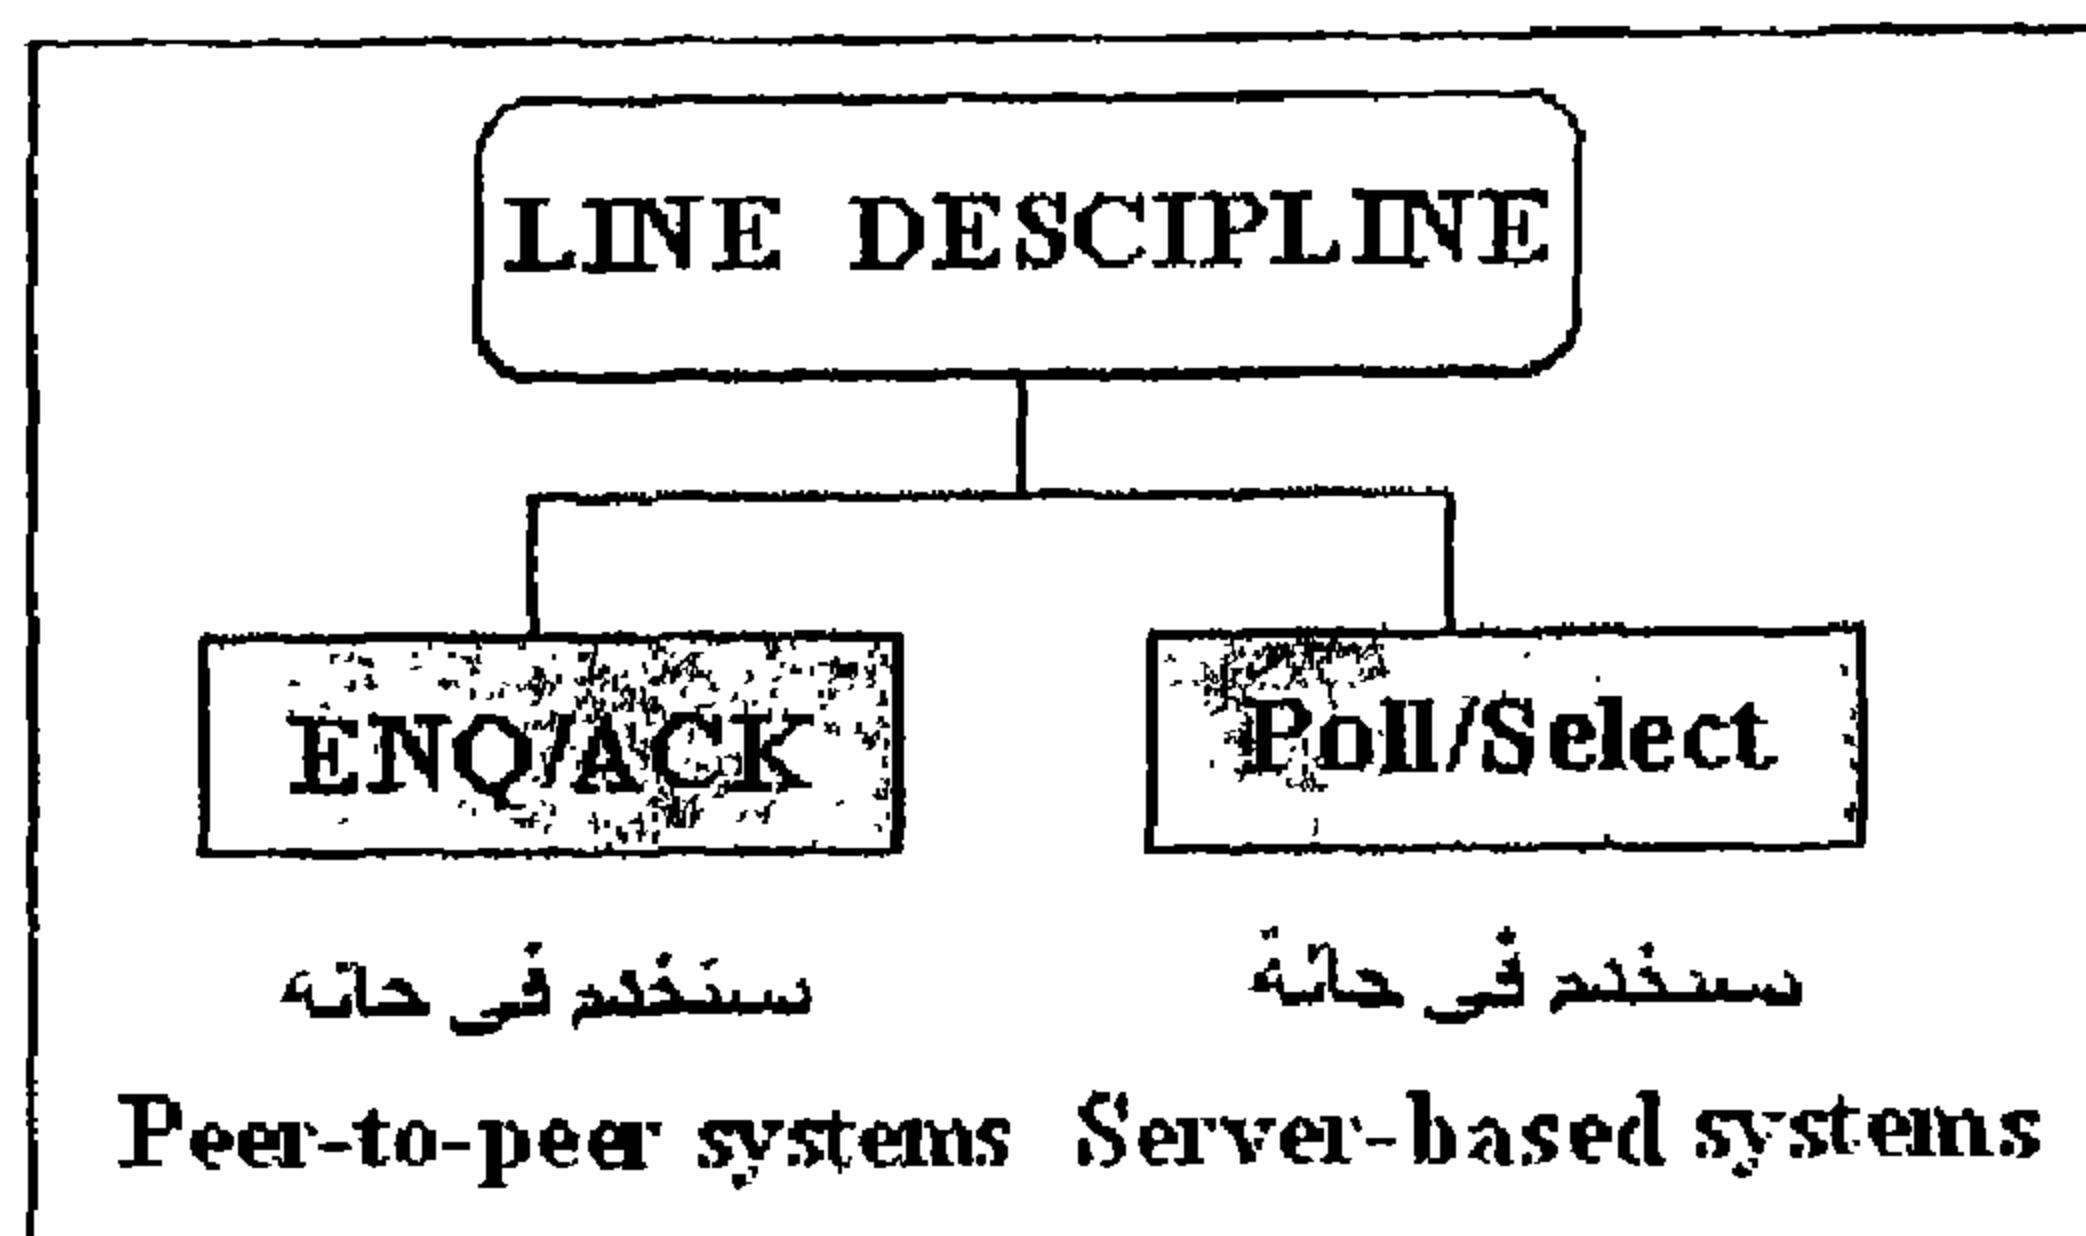 LINE DESCIPLINE
ENQ/ACK
Poll/Select
تستخدم فى حالة
تستخدم فى حالة
Peer-to-peer systems
Server-based systems